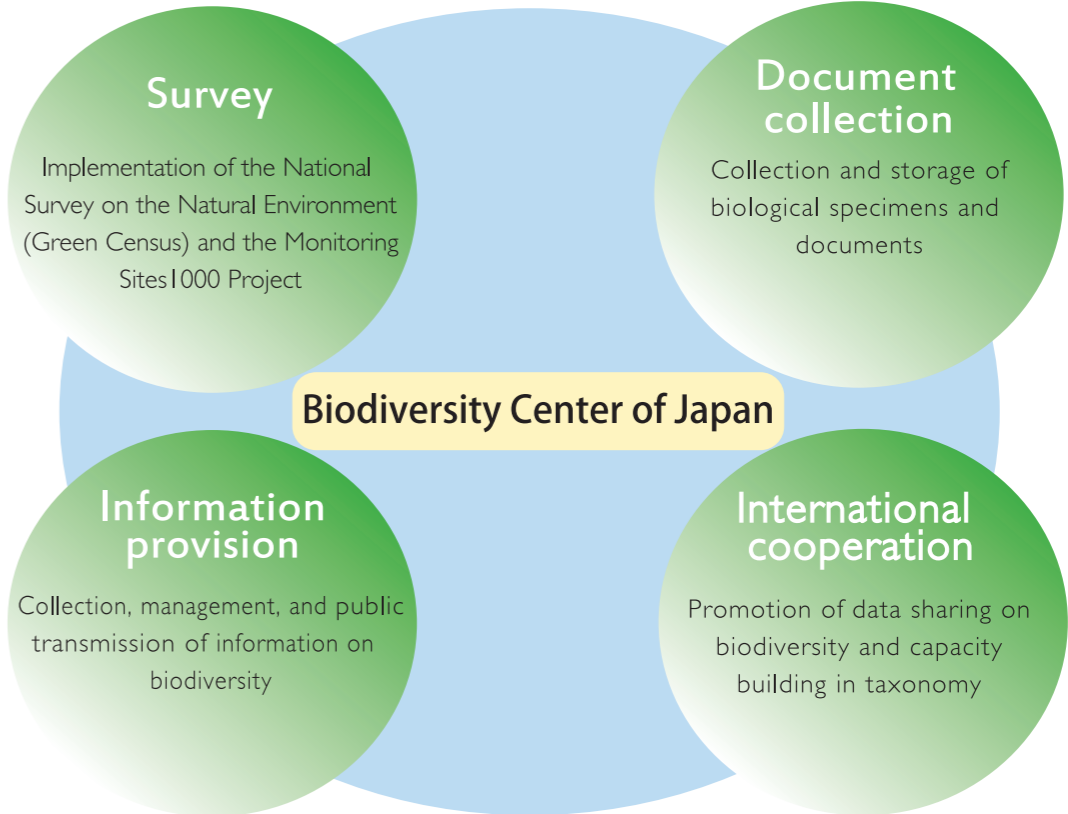 Survey
Implementation of the National
Survey on the Natural Environment
(Green Census) and the Monitoring
Sites1000 Project
Document
collection
Collection and storage of
biological specimens and
documents
Biodiversity Center of Japan
Information
provision
Collection, management, and public
transmission of information on
biodiversity
International
cooperation
Promotion of data sharing on
biodiversity and capacity
building in taxonomy